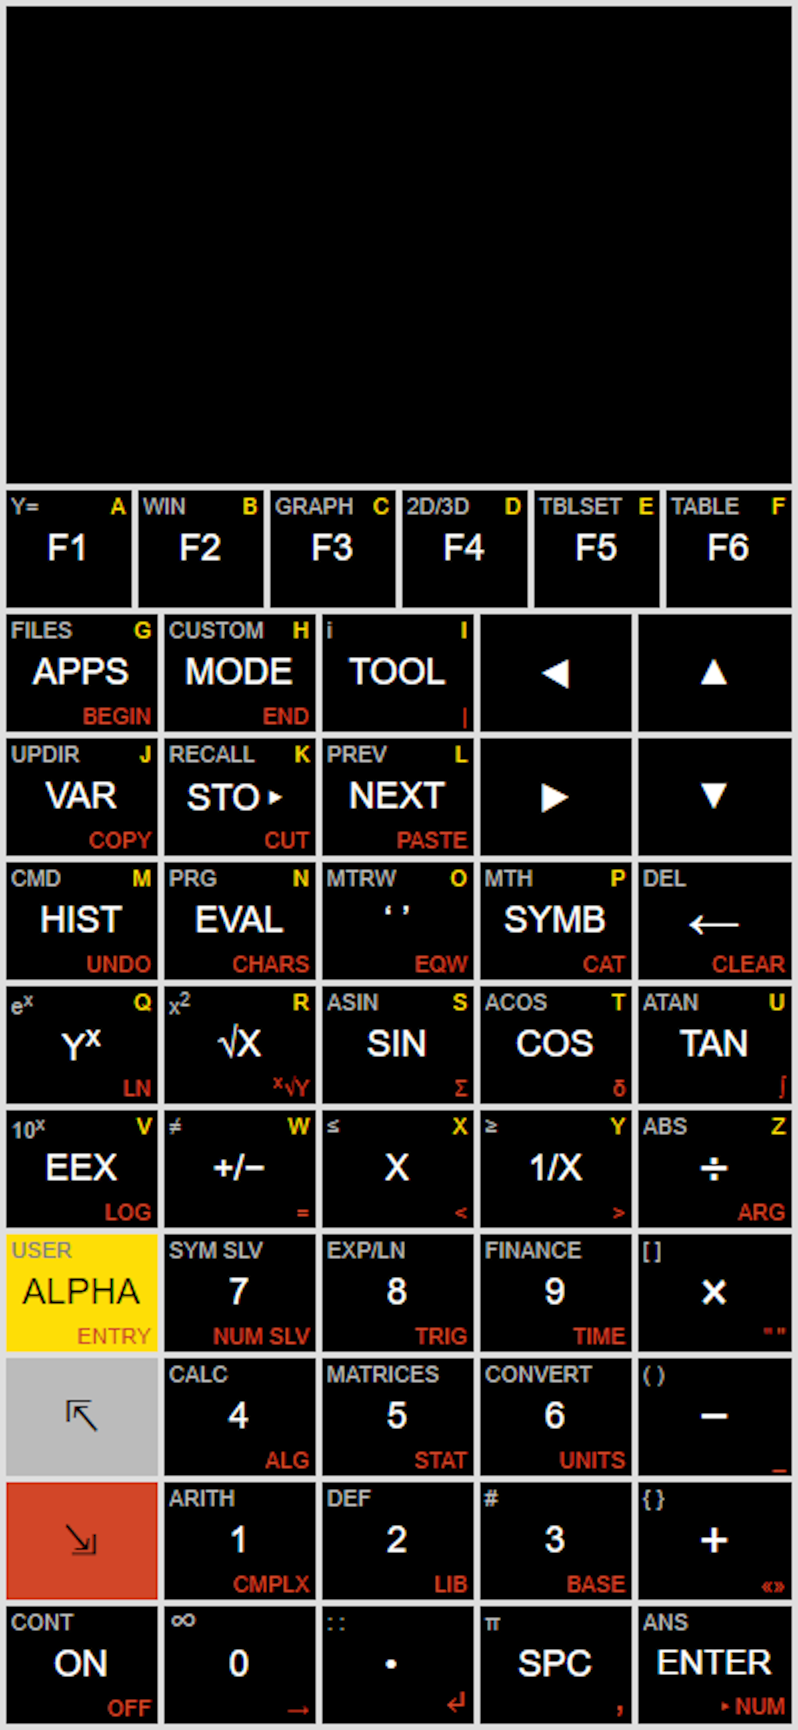 Y= A WIN B GRAPH C 2D/3D D TBLSET E TABLE F
F1 F2 F3 F4 F5 F6
FILES G CUSTOM H i I
APPS MODE TOOL ◀ ▲
BEGIN END |
UPDIR J RECALL K PREV L
VAR STO▸ NEXT ▶ ▼
COPY CUT PASTE
CMD M PRG N MTRW O MTH P DEL
HIST EVAL ‘ ’ SYMB ←
UNDO CHARS EQW CAT CLEAR
eˣ Q x² R ASIN S ACOS T ATAN U
Yˣ √X SIN COS TAN
LN ˣ√Y Σ ∂ ∫
10ˣ V ≠ W ≤ X ≥ Y ABS Z
EEX +/− X 1/X ÷
LOG = < > ARG
USER SYM SLV EXP/LN FINANCE [ ]
ALPHA 7 8 9 ×
ENTRY NUM SLV TRIG TIME " "
CALC MATRICES CONVERT ( )
↖ 4 5 6 −
ALG STAT UNITS _
ARITH DEF # { }
↘ 1 2 3 +
CMPLX LIB BASE «»
CONT ∞ : : π ANS
ON 0 • SPC ENTER
OFF → ↲ , ▸NUM